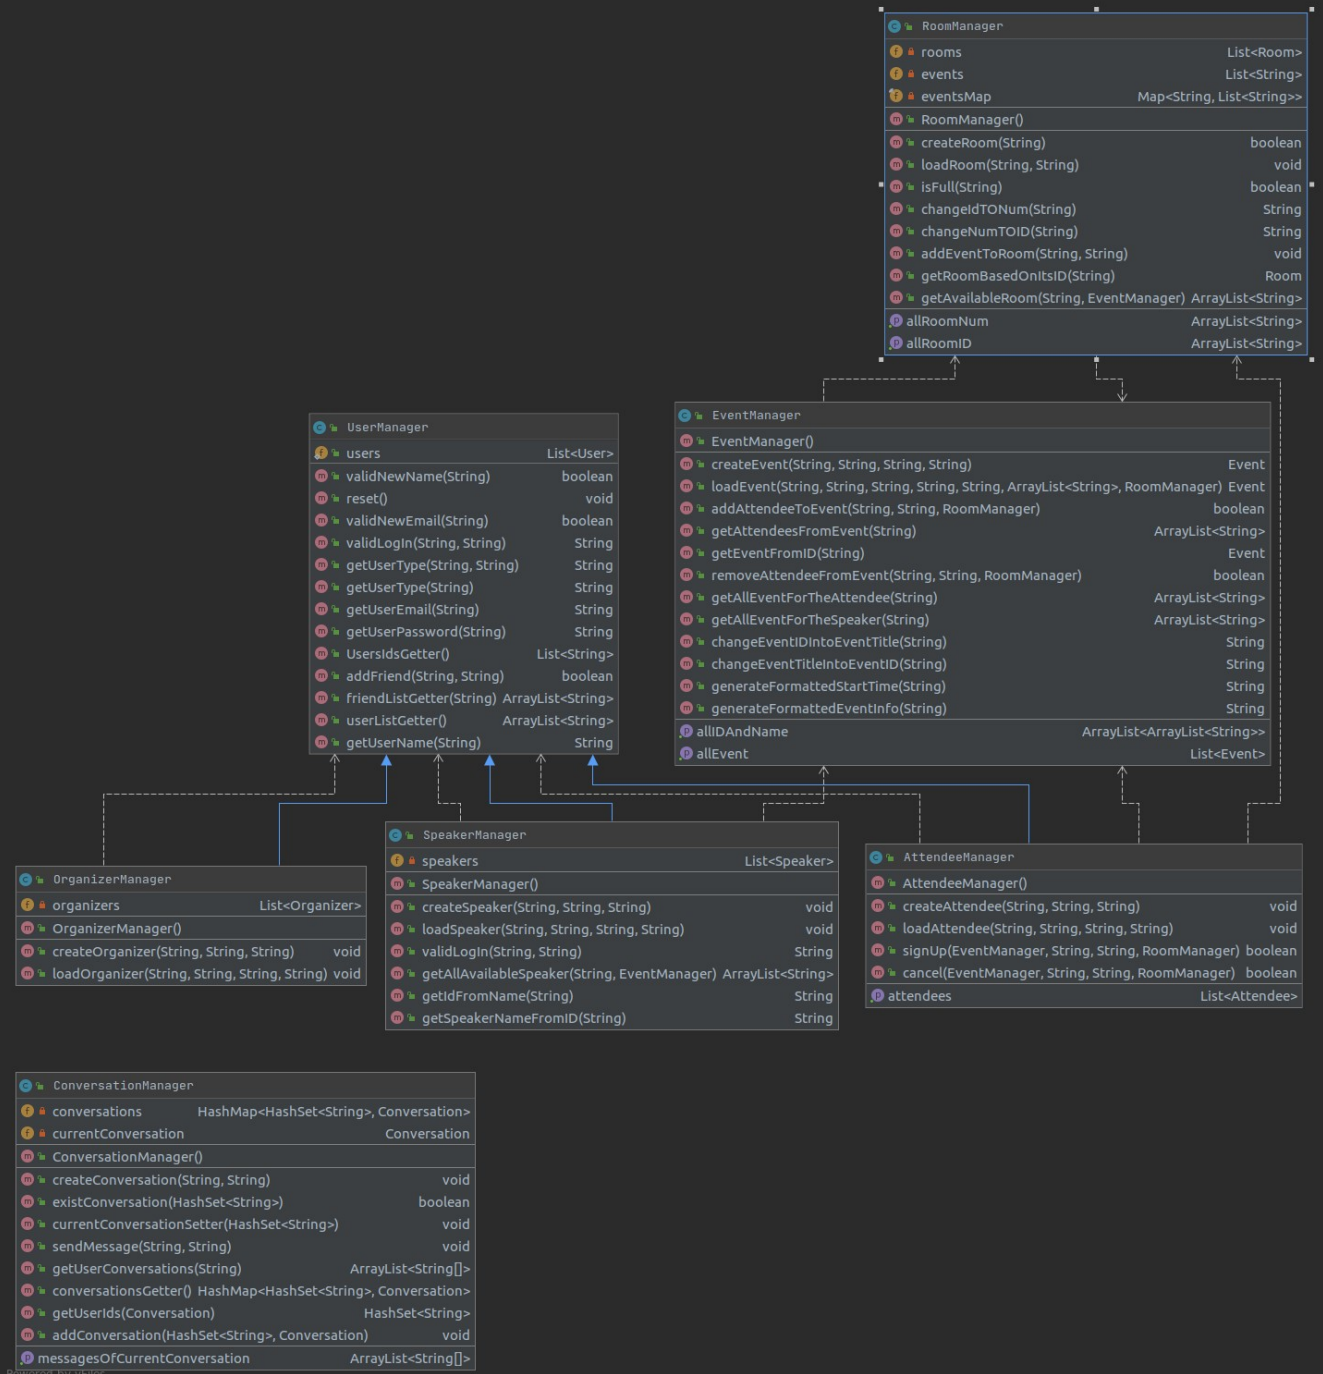 RoomManager
rooms List<Room>
events List<String>
eventsMap Map<String, List<String>>
RoomManager()
createRoom(String) boolean
loadRoom(String, String) void
isFull(String) boolean
changeIdTONum(String) String
changeNumTOID(String) String
addEventToRoom(String, String) void
getRoomBasedOnItsID(String) Room
getAvailableRoom(String, EventManager) ArrayList<String>
allRoomNum ArrayList<String>
allRoomID ArrayList<String>
UserManager
users List<User>
validNewName(String) boolean
reset() void
validNewEmail(String) boolean
validLogIn(String, String) String
getUserType(String, String) String
getUserType(String) String
getUserEmail(String) String
getUserPassword(String) String
UsersIdsGetter() List<String>
addFriend(String, String) boolean
friendListGetter(String) ArrayList<String>
userListGetter() ArrayList<String>
getUserName(String) String
EventManager
EventManager()
createEvent(String, String, String, String) Event
loadEvent(String, String, String, String, String, ArrayList<String>, RoomManager) Event
addAttendeeToEvent(String, String, RoomManager) boolean
getAttendeesFromEvent(String) ArrayList<String>
getEventFromID(String) Event
removeAttendeeFromEvent(String, String, RoomManager) boolean
getAllEventForTheAttendee(String) ArrayList<String>
getAllEventForTheSpeaker(String) ArrayList<String>
changeEventIDIntoEventTitle(String) String
changeEventTitleIntoEventID(String) String
generateFormattedStartTime(String) String
generateFormattedEventInfo(String) String
allIDAndName ArrayList<ArrayList<String>>
allEvent List<Event>
OrganizerManager
organizers List<Organizer>
OrganizerManager()
createOrganizer(String, String, String) void
loadOrganizer(String, String, String, String) void
SpeakerManager
speakers List<Speaker>
SpeakerManager()
createSpeaker(String, String, String) void
loadSpeaker(String, String, String, String) void
validLogIn(String, String) String
getAllAvailableSpeaker(String, EventManager) ArrayList<String>
getIdFromName(String) String
getSpeakerNameFromID(String) String
AttendeeManager
AttendeeManager()
createAttendee(String, String, String) void
loadAttendee(String, String, String, String) void
signUp(EventManager, String, String, RoomManager) boolean
cancel(EventManager, String, String, RoomManager) boolean
attendees List<Attendee>
ConversationManager
conversations HashMap<HashSet<String>, Conversation>
currentConversation Conversation
ConversationManager()
createConversation(String, String) void
existConversation(HashSet<String>) boolean
currentConversationSetter(HashSet<String>) void
sendMessage(String, String) void
getUserConversations(String) ArrayList<String[]>
conversationsGetter() HashMap<HashSet<String>, Conversation>
getUserIds(Conversation) HashSet<String>
addConversation(HashSet<String>, Conversation) void
messagesOfCurrentConversation ArrayList<String[]>